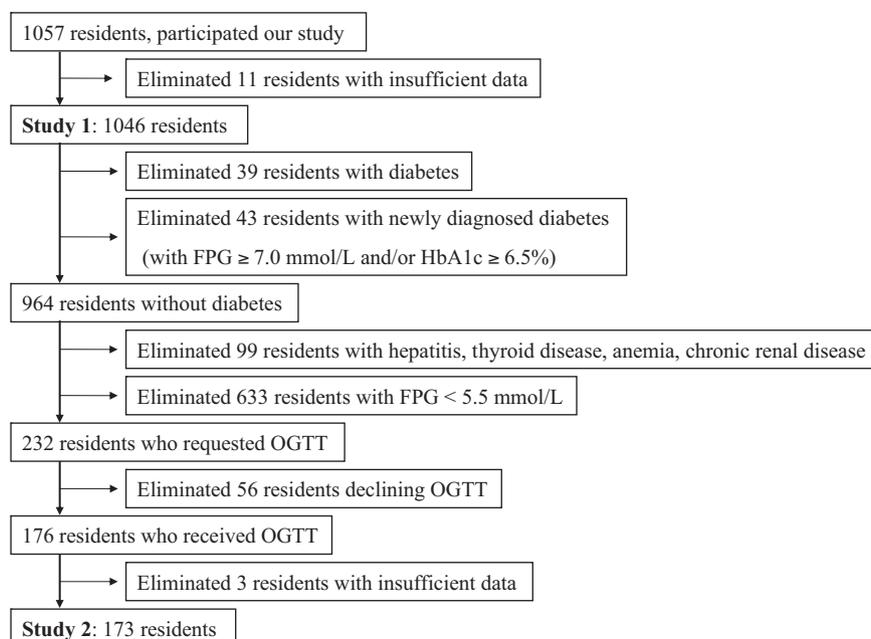 1057 residents, participated our study
Eliminated 11 residents with insufficient data
Study 1: 1046 residents
Eliminated 39 residents with diabetes
Eliminated 43 residents with newly diagnosed diabetes
(with FPG ≥ 7.0 mmol/L and/or HbA1c ≥ 6.5%)
964 residents without diabetes
Eliminated 99 residents with hepatitis, thyroid disease, anemia, chronic renal disease
Eliminated 633 residents with FPG < 5.5 mmol/L
232 residents who requested OGTT
Eliminated 56 residents declining OGTT
176 residents who received OGTT
Eliminated 3 residents with insufficient data
Study 2: 173 residents